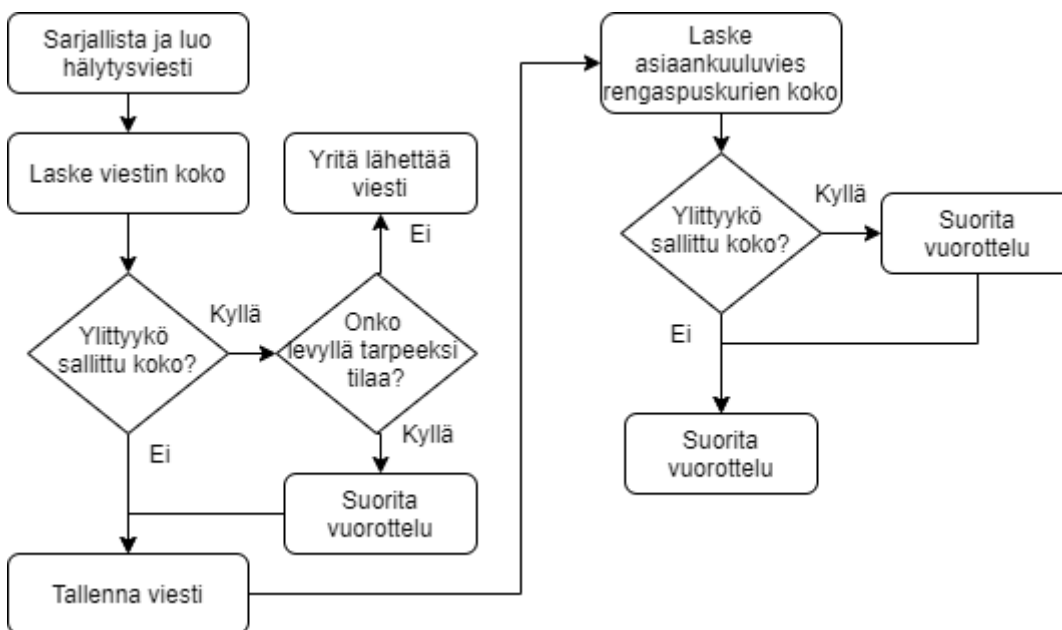 Sarjallista ja luo
hälytysviesti
Laske viestin koko
Yritä lähettää
viesti
Ei
Ylittyykö
sallittu koko?
Kyllä
Onko
levyllä tarpeeksi
tilaa?
Kyllä
Ei
Suorita
vuorottelu
Tallenna viesti
Laske
asiaankuuluvies
rengaspuskurien koko
Ylittyykö
sallittu koko?
Kyllä
Suorita
vuorottelu
Ei
Suorita
vuorottelu